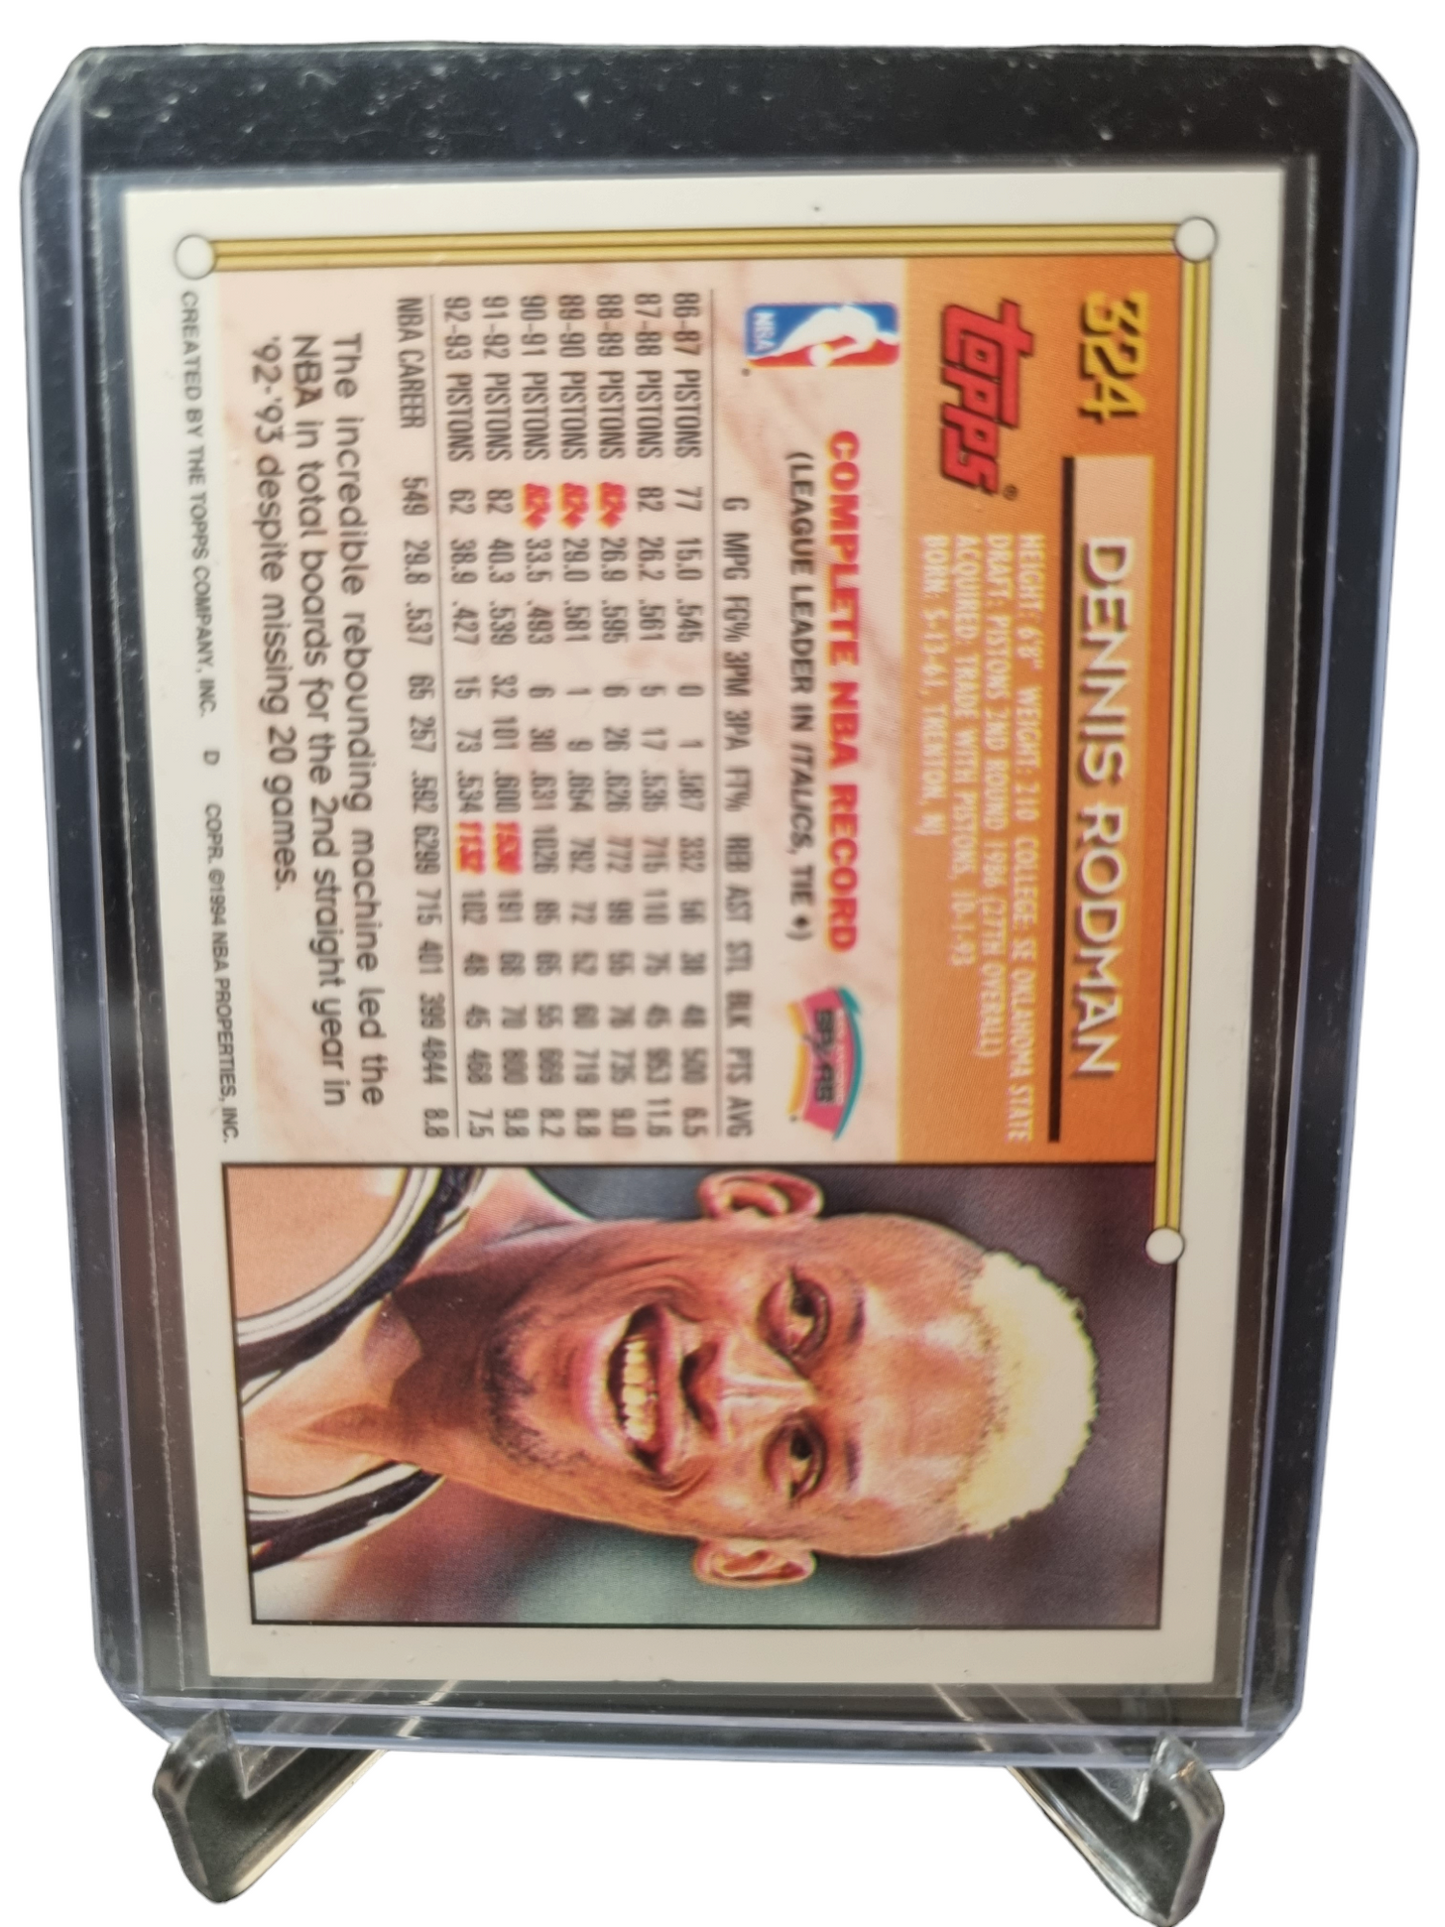 324
DENNIS RODMAN
TOPPS®
HEIGHT: 6'8" WEIGHT: 210 COLLEGE: SE OKLAHOMA STATE
DRAFT: PISTONS 2ND ROUND 1986 (27TH OVERALL)
ACQUIRED: TRADE WITH PISTONS, 10-1-93
BORN: 5-13-61, TRENTON, NJ
NBA
COMPLETE NBA RECORD
(LEAGUE LEADER IN ITALICS, TIE ♦)
SPURS
G MPG FG% 3PM 3PA FT% REB AST STL BLK PTS AVG
86-87 PISTONS 77 15.0 .545 0 1 .587 332 56 38 48 500 6.5
87-88 PISTONS 82 26.2 .561 5 17 .535 715 110 75 45 953 11.6
88-89 PISTONS 82♦ 26.9 .595 6 26 .626 772 99 55 76 735 9.0
89-90 PISTONS 82♦ 29.0 .581 1 9 .654 792 72 52 60 719 8.8
90-91 PISTONS 82♦ 33.5 .493 6 30 .631 1026 85 65 55 669 8.2
91-92 PISTONS 82 40.3 .539 32 101 .600 1530 191 68 70 800 9.8
92-93 PISTONS 62 38.9 .427 15 73 .534 1132 102 48 45 468 7.5
NBA CAREER 549 29.8 .537 65 257 .592 6299 715 401 399 4844 8.8
The incredible rebounding machine led the
NBA in total boards for the 2nd straight year in
'92-'93 despite missing 20 games.
CREATED BY THE TOPPS COMPANY, INC. D COPR. ©1994 NBA PROPERTIES, INC.